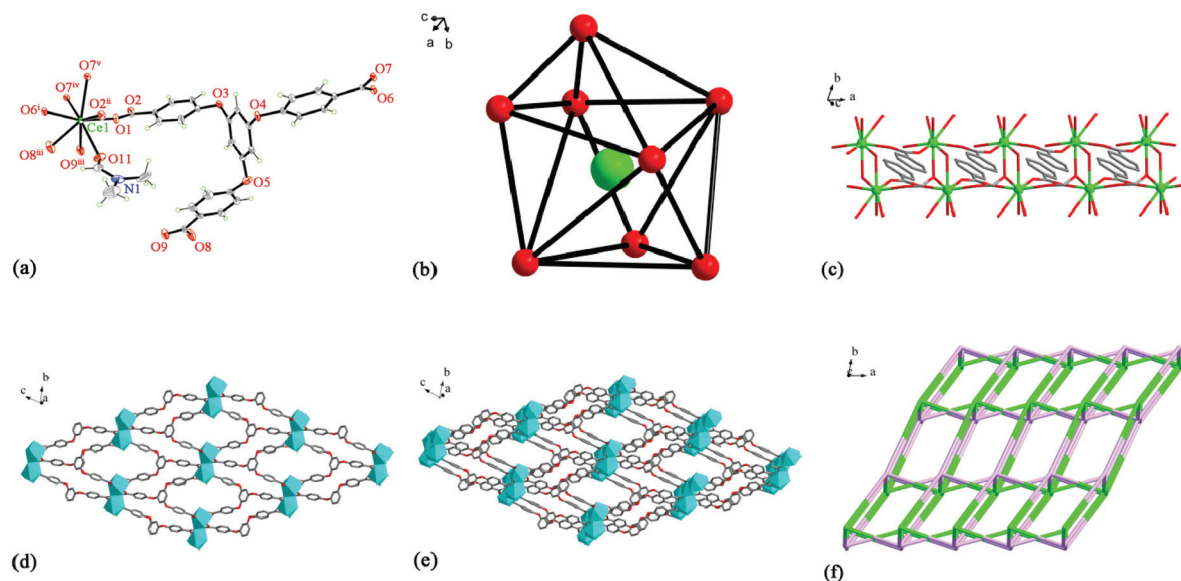 O7ᵛ
O7ⁱᵛ
O6ⁱ
O2ⁱⁱ
O2
Ce1
O1
O8ⁱⁱⁱ
O9ⁱⁱⁱ
O11
N1
O3
O4
O7
O6
O5
O9 O8
(a)
c
a b
(b)
b
a
c
(c)
b
c
a
(d)
b
c
a
(e)
b
c
a
(f)